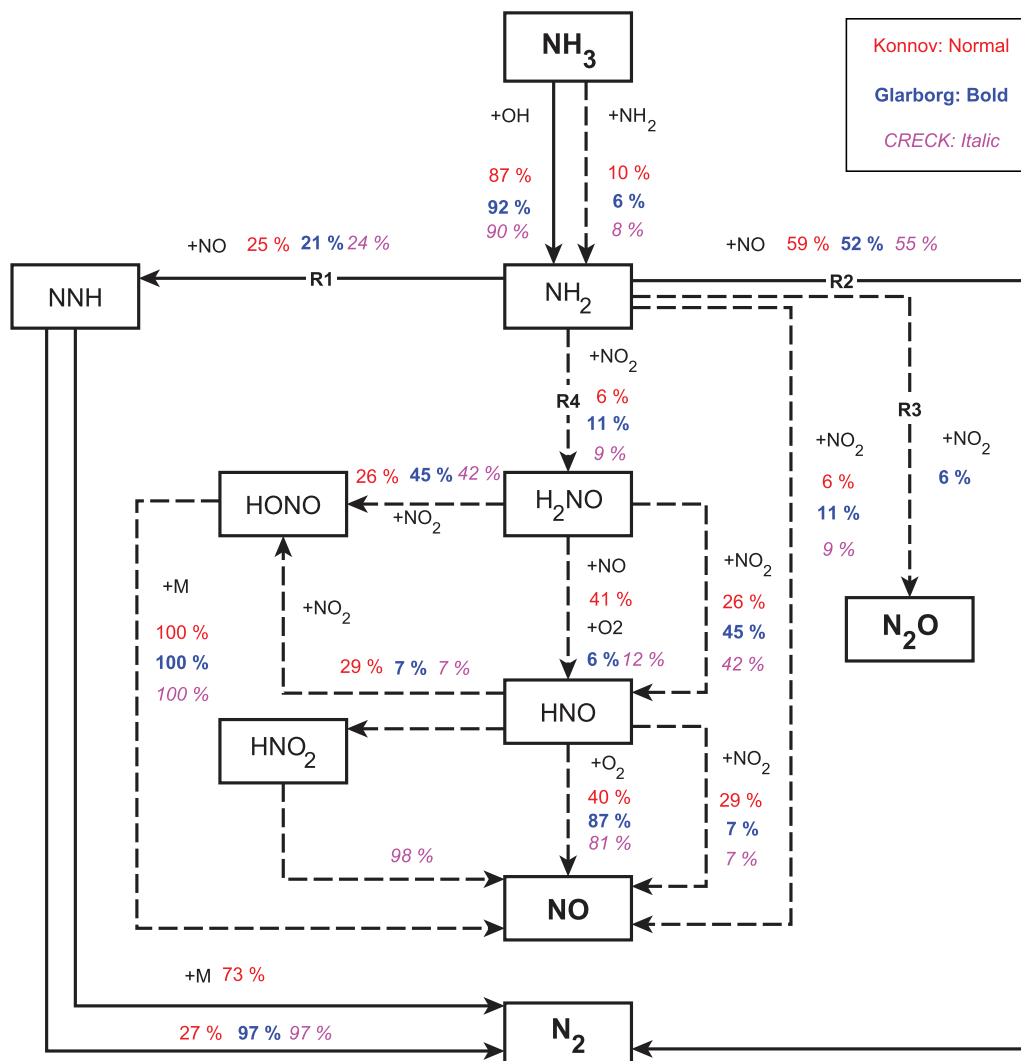 NH3
Konnov: Normal
Glarborg: Bold
CRECK: Italic
+OH
+NH2
87 %
10 %
92 %
6 %
90 %
8 %
+NO 25 % 21 % 24 %
+NO 59 % 52 % 55 %
NNH
R1
NH2
R2
+NO2
6 %
R4
11 %
9 %
R3
+NO2
6 %
11 %
9 %
+NO2
6 %
26 % 45 % 42 %
HONO
+NO2
H2NO
+M
100 %
100 %
100 %
+NO2
+NO
41 %
+O2
6 % 12 %
+NO2
26 %
45 %
42 %
N2O
29 % 7 % 7 %
HNO
HNO2
+O2
40 %
87 %
81 %
+NO2
29 %
7 %
7 %
98 %
NO
+M 73 %
27 % 97 % 97 %
N2